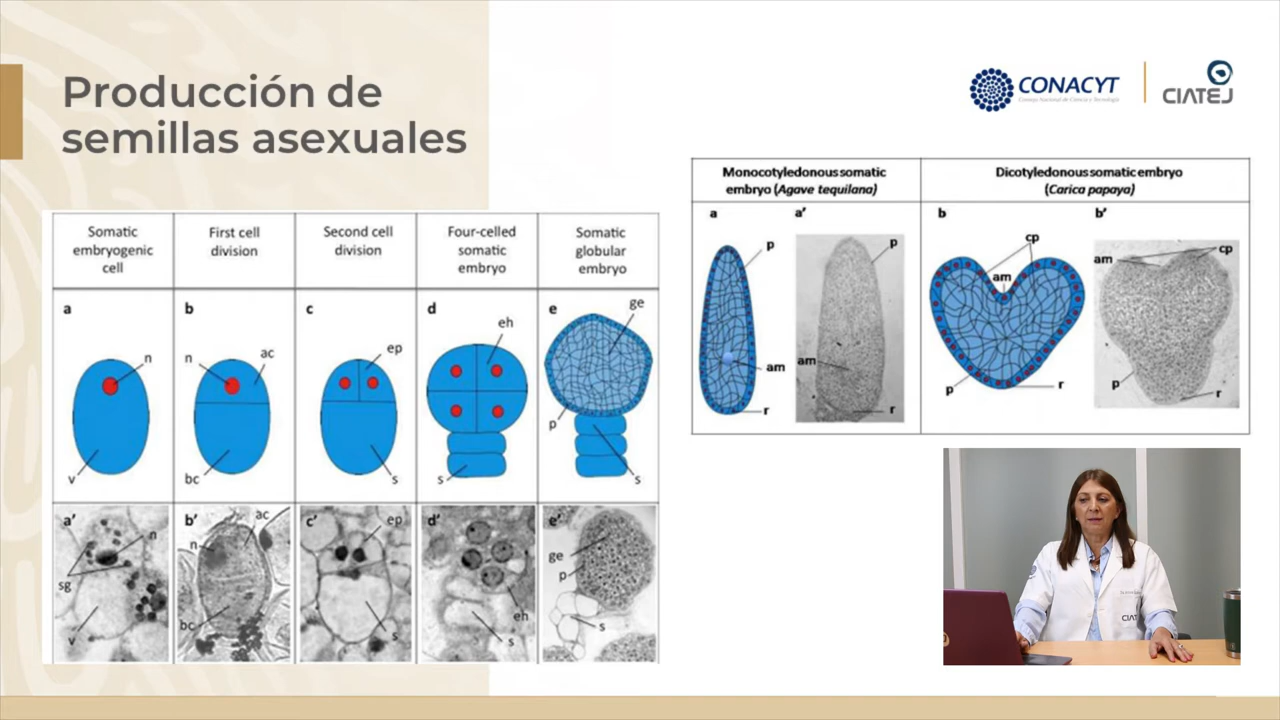 Producción de
semillas asexuales
CONACYT
Consejo Nacional de Ciencia y Tecnología
CIATEJ
Somatic
embryogenic
cell
First cell
division
Second cell
division
Four-celled
somatic
embryo
Somatic
globular
embryo
a
n
v
b
n
ac
bc
c
ep
s
d
eh
s
e
ge
p
s
a’
n
sg
v
b’
ac
n
bc
c’
ep
s
d’
eh
s
e’
ge
p
s
Monocotyledonous somatic
embryo (Agave tequilana)
Dicotyledonous somatic embryo
(Carica papaya)
a
p
am
r
a’
p
am
r
b
cp
am
p
r
b’
cp
am
p
r
CIATEJ